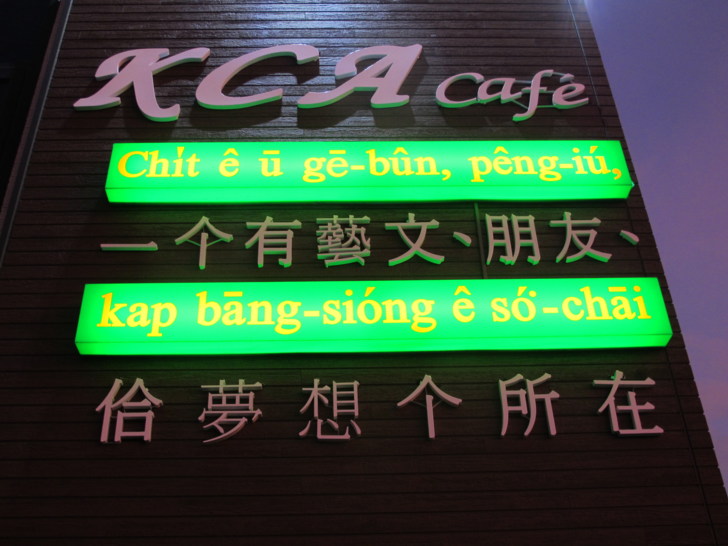 KCA Café
Chi̍t ê ū gē-bûn, pêng-iú,
一个有藝文、朋友、
kap bāng-sióng ê só͘-chāi
佮夢想个所在